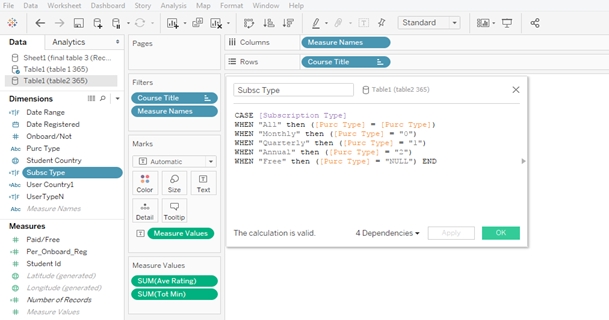 File Data Worksheet Dashboard Story Analysis Map Format Window Help
Standard
Data Analytics
Pages
Columns Measure Names
Rows Course Title
Sheet1 (final table 3 (Rec...
Table1 (table 1 365)
Table1 (table2 365)
Filters
Course Title
Measure Names
Dimensions
Date Range
Date Registered
Onboard/Not
Purc Type
Student Country
Subsc Type
User Country1
UserTypeN
Measure Names
Marks
Automatic
Color Size Text
Detail Tooltip
Measure Values
Measures
Paid/Free
Per_Onboard_Reg
Student Id
Latitude (generated)
Longitude (generated)
Number of Records
Measure Values
Measure Values
SUM(Ave Rating)
SUM(Tot Min)
Subsc Type Table1 (table2 365)
CASE [Subscription Type]
WHEN "All" then ([Purc Type] = [Purc Type])
WHEN "Monthly" then ([Purc Type] = "0")
WHEN "Quarterly" then ([Purc Type] = "1")
WHEN "Annual" then ([Purc Type] = "2")
WHEN "Free" then ([Purc Type] = "NULL") END
The calculation is valid. 4 Dependencies Apply OK